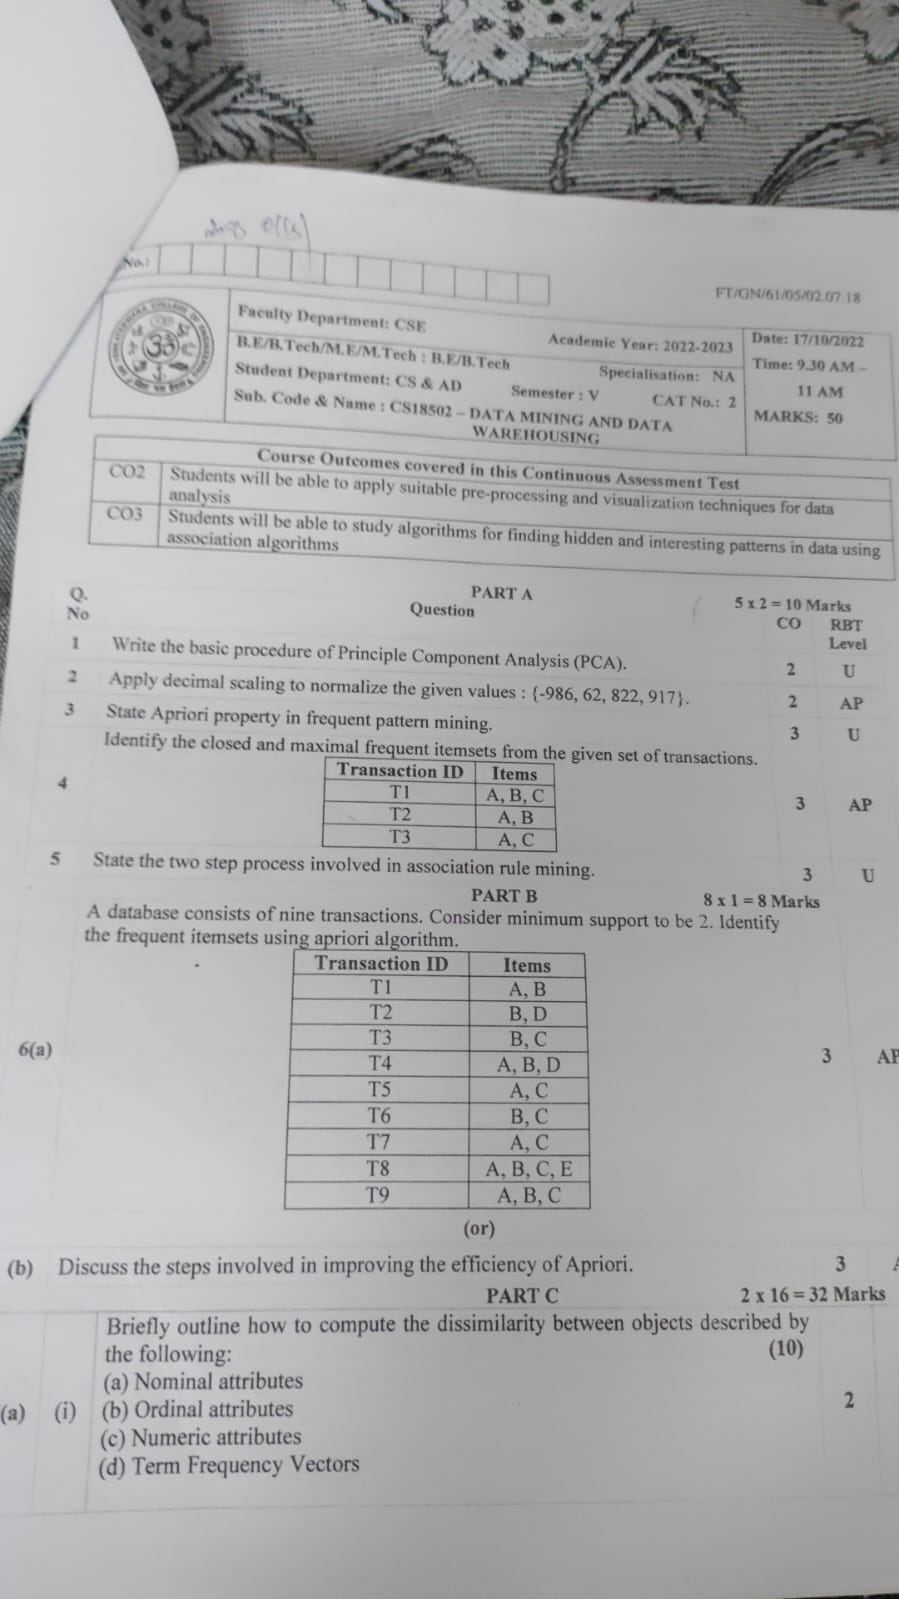 No.:
FT/GN/61/05/02.07.18
Faculty Department: CSE
B.E/B.Tech/M.E/M.Tech : B.E/B.Tech Academic Year: 2022-2023
Student Department: CS & AD Specialisation: NA
Semester : V CAT No.: 2
Sub. Code & Name : CS18502 – DATA MINING AND DATA
WAREHOUSING
Date: 17/10/2022
Time: 9.30 AM –
11 AM
MARKS: 50
Course Outcomes covered in this Continuous Assessment Test
CO2 Students will be able to apply suitable pre-processing and visualization techniques for data
analysis
CO3 Students will be able to study algorithms for finding hidden and interesting patterns in data using
association algorithms
PART A 5 x 2 = 10 Marks
Q.
No Question CO RBT
Level
1 Write the basic procedure of Principle Component Analysis (PCA). 2 U
2 Apply decimal scaling to normalize the given values : {-986, 62, 822, 917}. 2 AP
3 State Apriori property in frequent pattern mining. 3 U
Identify the closed and maximal frequent itemsets from the given set of transactions.
Transaction ID Items
4 T1 A, B, C 3 AP
T2 A, B
T3 A, C
5 State the two step process involved in association rule mining. 3 U
PART B 8 x 1 = 8 Marks
A database consists of nine transactions. Consider minimum support to be 2. Identify
the frequent itemsets using apriori algorithm.
Transaction ID Items
T1 A, B
T2 B, D
T3 B, C
6(a) T4 A, B, D 3 AP
T5 A, C
T6 B, C
T7 A, C
T8 A, B, C, E
T9 A, B, C
(or)
(b) Discuss the steps involved in improving the efficiency of Apriori. 3
PART C 2 x 16 = 32 Marks
Briefly outline how to compute the dissimilarity between objects described by
the following: (10)
(a) Nominal attributes
(a) (i) (b) Ordinal attributes 2
(c) Numeric attributes
(d) Term Frequency Vectors